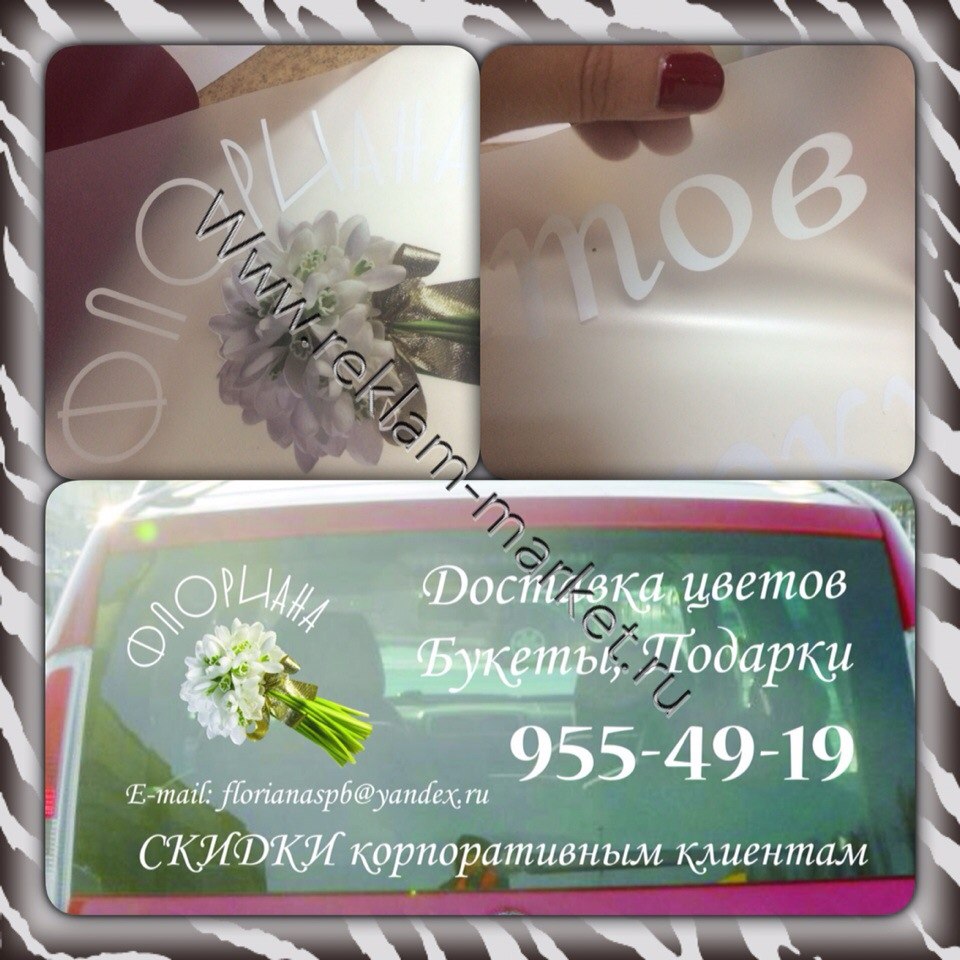 ФЛОРИАНА
тов
www.reklam-market.ru
ФЛОРИАНА
Доставка цветов
Букеты, Подарки
955-49-19
E-mail: florianaspb@yandex.ru
СКИДКИ корпоративным клиентам